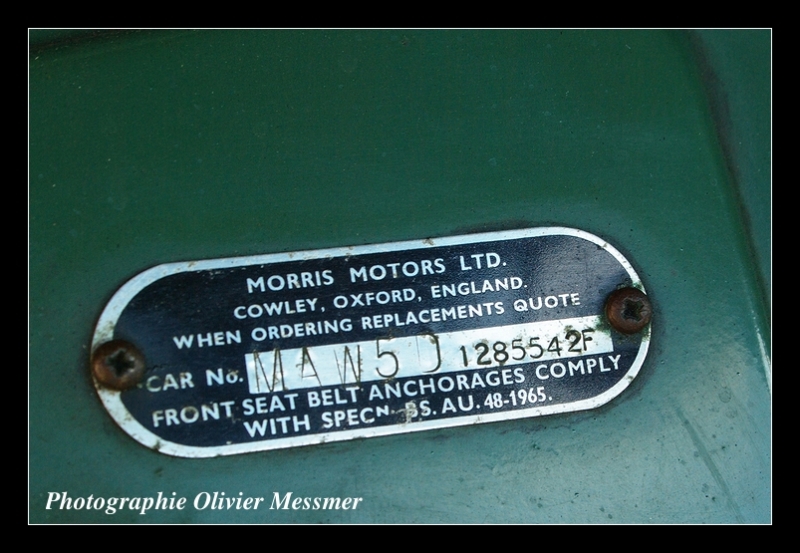 MORRIS MOTORS LTD.
COWLEY, OXFORD, ENGLAND.
WHEN ORDERING REPLACEMENTS QUOTE
CAR No. MAW5 J 1285542F
FRONT SEAT BELT ANCHORAGES COMPLY
WITH SPECN. BS. AU. 48-1965.
Photographie Olivier Messmer